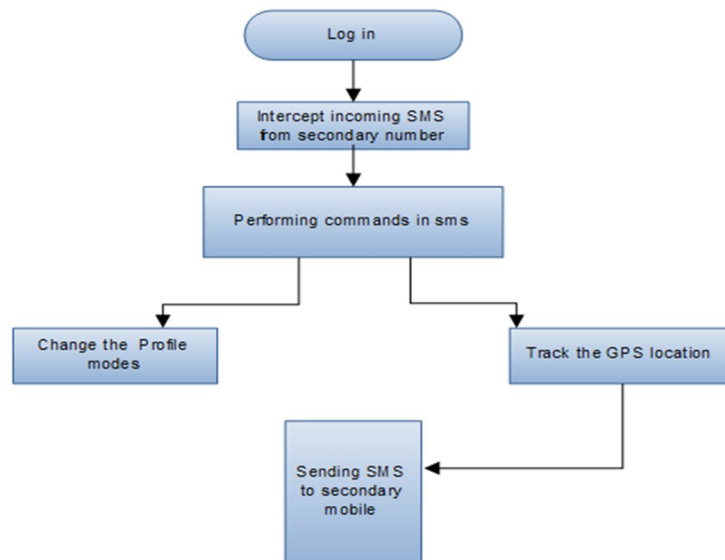 Log in
Intercept incoming SMS
from secondary number
Performing commands in sms
Change the Profile
modes
Track the GPS location
Sending SMS
to secondary
mobile